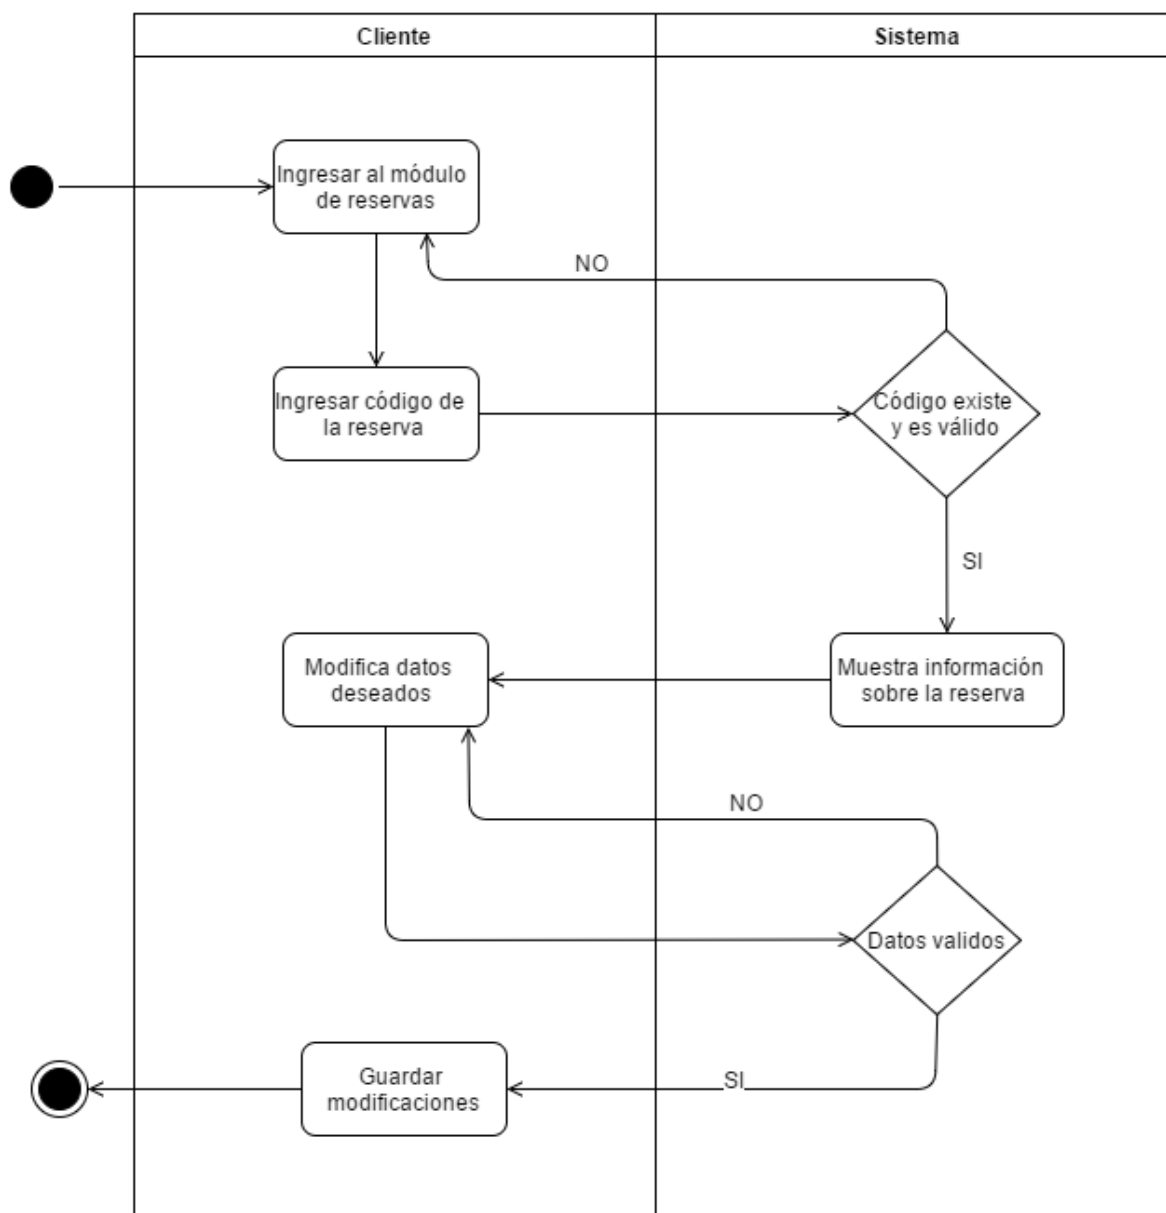 Cliente
Sistema
Ingresar al módulo
de reservas
NO
Ingresar código de
la reserva
Código existe
y es válido
SI
Modifica datos
deseados
Muestra información
sobre la reserva
NO
Datos validos
Guardar
modificaciones
SI